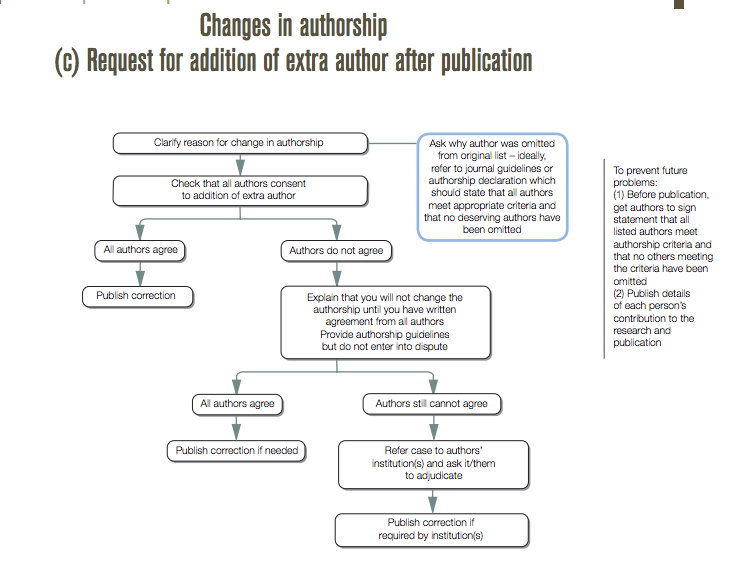 Changes in authorship
(c) Request for addition of extra author after publication
Clarify reason for change in authorship
Ask why author was omitted
from original list – ideally,
refer to journal guidelines or
authorship declaration which
should state that all authors
meet appropriate criteria and
that no deserving authors have
been omitted
Check that all authors consent
to addition of extra author
All authors agree
Authors do not agree
Publish correction
Explain that you will not change the
authorship until you have written
agreement from all authors
Provide authorship guidelines
but do not enter into dispute
All authors agree
Authors still cannot agree
Publish correction if needed
Refer case to authors'
institution(s) and ask it/them
to adjudicate
Publish correction if
required by institution(s)
To prevent future
problems:
(1) Before publication,
get authors to sign
statement that all
listed authors meet
authorship criteria and
that no others meeting
the criteria have been
omitted
(2) Publish details
of each person's
contribution to the
research and
publication